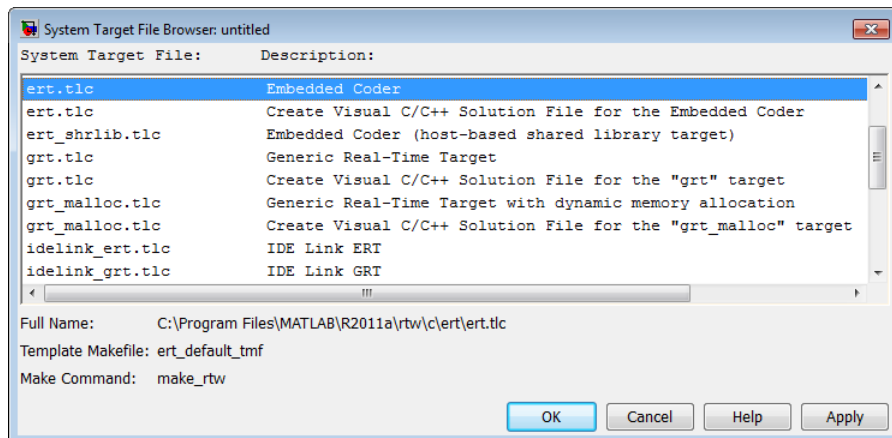 System Target File Browser: untitled
System Target File: Description:
ert.tlc Embedded Coder
ert.tlc Create Visual C/C++ Solution File for the Embedded Coder
ert_shrlib.tlc Embedded Coder (host-based shared library target)
grt.tlc Generic Real-Time Target
grt.tlc Create Visual C/C++ Solution File for the "grt" target
grt_malloc.tlc Generic Real-Time Target with dynamic memory allocation
grt_malloc.tlc Create Visual C/C++ Solution File for the "grt_malloc" target
idelink_ert.tlc IDE Link ERT
idelink_grt.tlc IDE Link GRT
Full Name: C:\Program Files\MATLAB\R2011a\rtw\c\ert\ert.tlc
Template Makefile: ert_default_tmf
Make Command: make_rtw
OK Cancel Help Apply